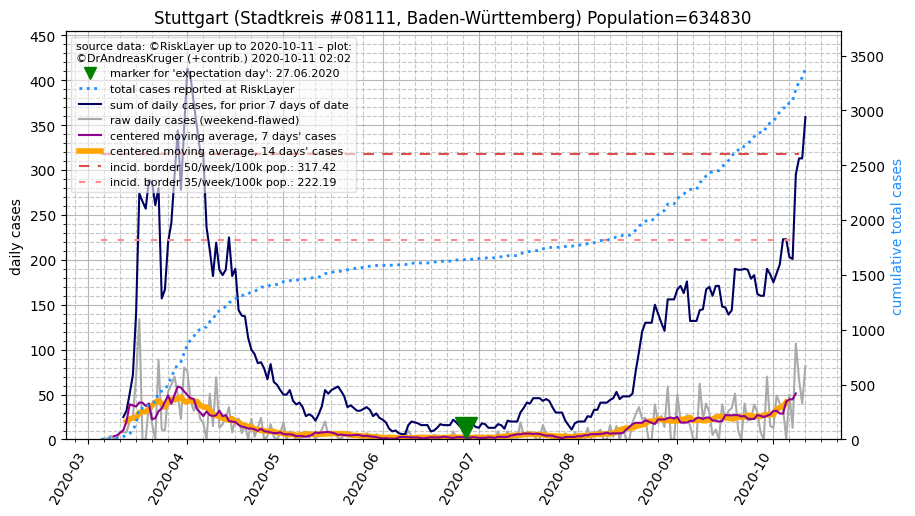 Stuttgart (Stadtkreis #08111, Baden-Württemberg) Population=634830
source data: ©RiskLayer up to 2020-10-11 – plot:
©DrAndreasKruger (+contrib.) 2020-10-11 02:02
marker for 'expectation day': 27.06.2020
total cases reported at RiskLayer
sum of daily cases, for prior 7 days of date
raw daily cases (weekend-flawed)
centered moving average, 7 days' cases
centered moving average, 14 days' cases
incid. border 50/week/100k pop.: 317.42
incid. border 35/week/100k pop.: 222.19
daily cases
450
400
350
300
250
200
150
100
50
0
cumulative total cases
3500
3000
2500
2000
1500
1000
500
0
2020-03
2020-04
2020-05
2020-06
2020-07
2020-08
2020-09
2020-10